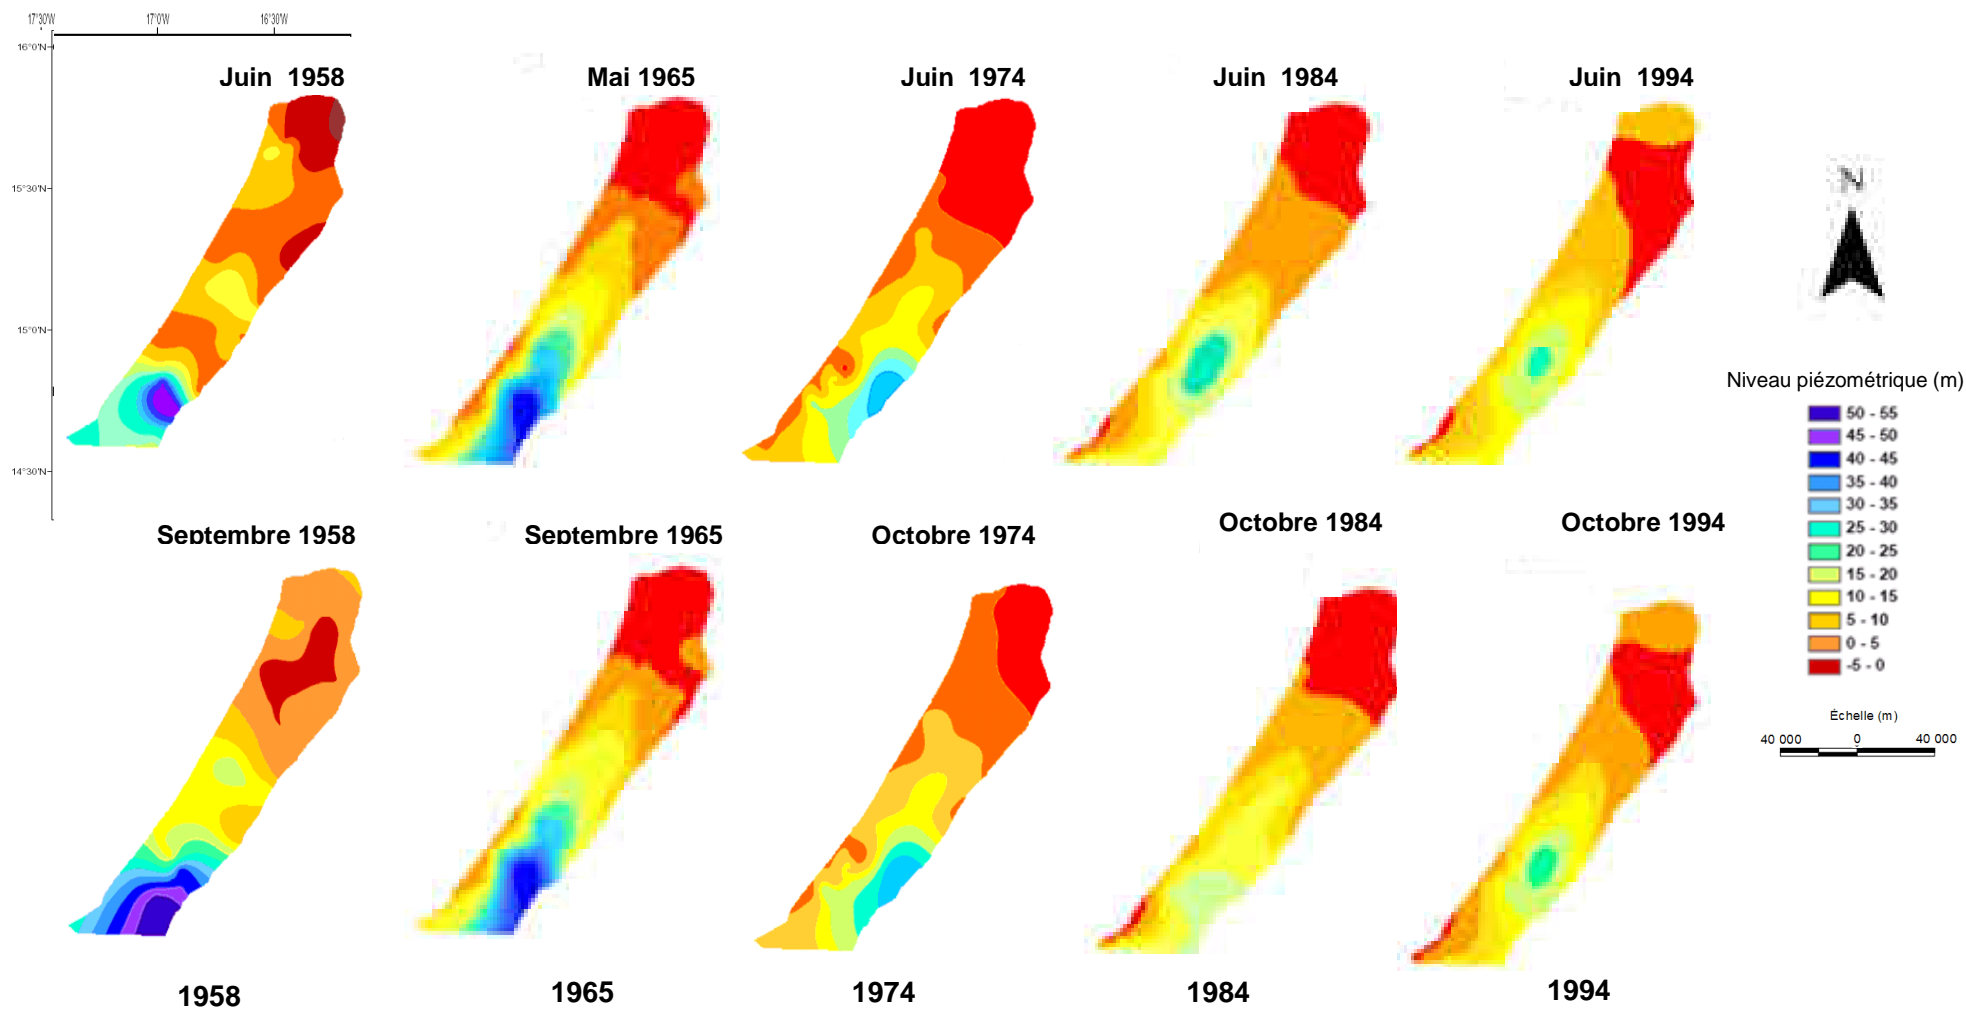 17°30'W 17°0'W 16°30'W
16°0'N
15°30'N
15°0'N
14°30'N
Juin 1958
Mai 1965
Juin 1974
Juin 1984
Juin 1994
N
Niveau piézométrique (m)
50 - 55
45 - 50
40 - 45
35 - 40
30 - 35
25 - 30
20 - 25
15 - 20
10 - 15
5 - 10
0 - 5
-5 - 0
Échelle (m)
40 000 0 40 000
Septembre 1958
Septembre 1965
Octobre 1974
Octobre 1984
Octobre 1994
1958
1965
1974
1984
1994